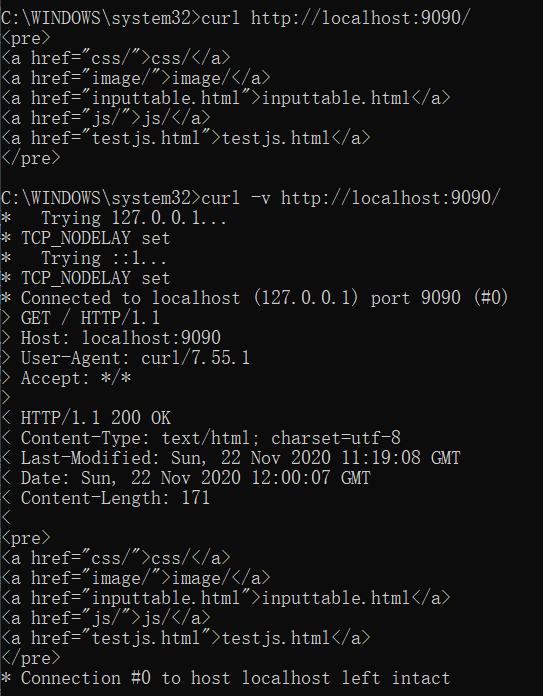 C:\WINDOWS\system32>curl http://localhost:9090/
<pre>
<a href="css/">css/</a>
<a href="image/">image/</a>
<a href="inputtable.html">inputtable.html</a>
<a href="js/">js/</a>
<a href="testjs.html">testjs.html</a>
</pre>
C:\WINDOWS\system32>curl -v http://localhost:9090/
*   Trying 127.0.0.1...
* TCP_NODELAY set
*   Trying ::1...
* TCP_NODELAY set
* Connected to localhost (127.0.0.1) port 9090 (#0)
> GET / HTTP/1.1
> Host: localhost:9090
> User-Agent: curl/7.55.1
> Accept: */*
>
< HTTP/1.1 200 OK
< Content-Type: text/html; charset=utf-8
< Last-Modified: Sun, 22 Nov 2020 11:19:08 GMT
< Date: Sun, 22 Nov 2020 12:00:07 GMT
< Content-Length: 171
<
<pre>
<a href="css/">css/</a>
<a href="image/">image/</a>
<a href="inputtable.html">inputtable.html</a>
<a href="js/">js/</a>
<a href="testjs.html">testjs.html</a>
</pre>
* Connection #0 to host localhost left intact